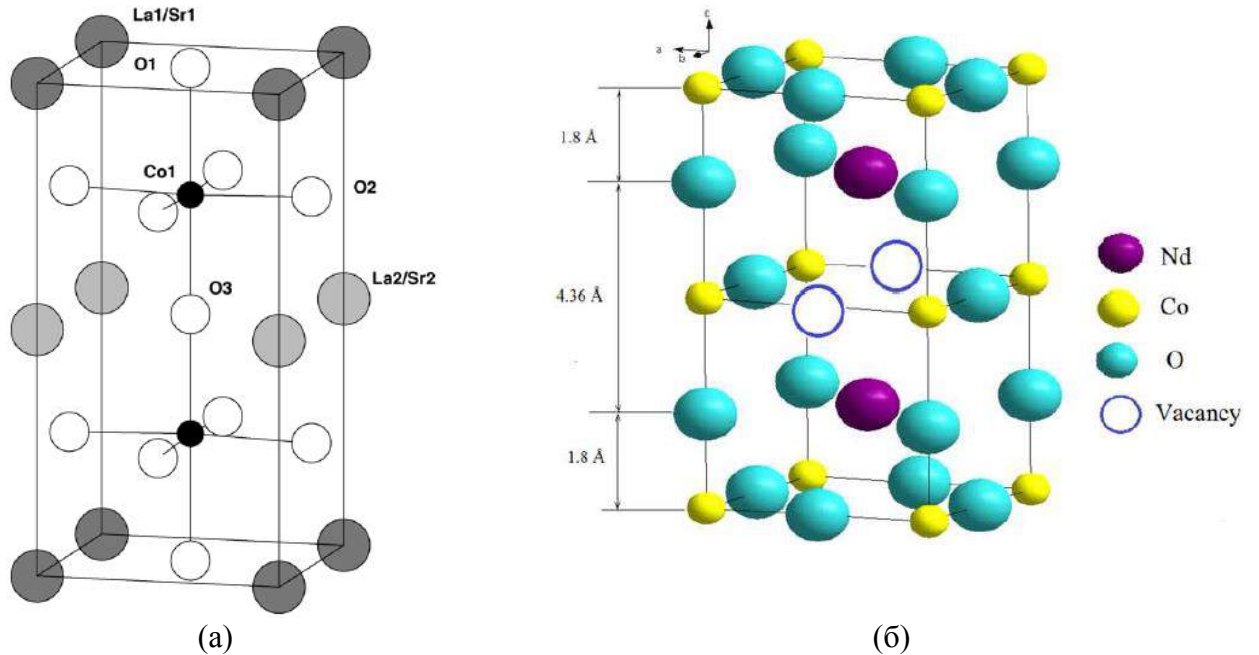 La1/Sr1
O1
Co1
O2
La2/Sr2
O3
(а)
c
a
b
1.8 Å
4.36 Å
1.8 Å
Nd
Co
O
Vacancy
(б)